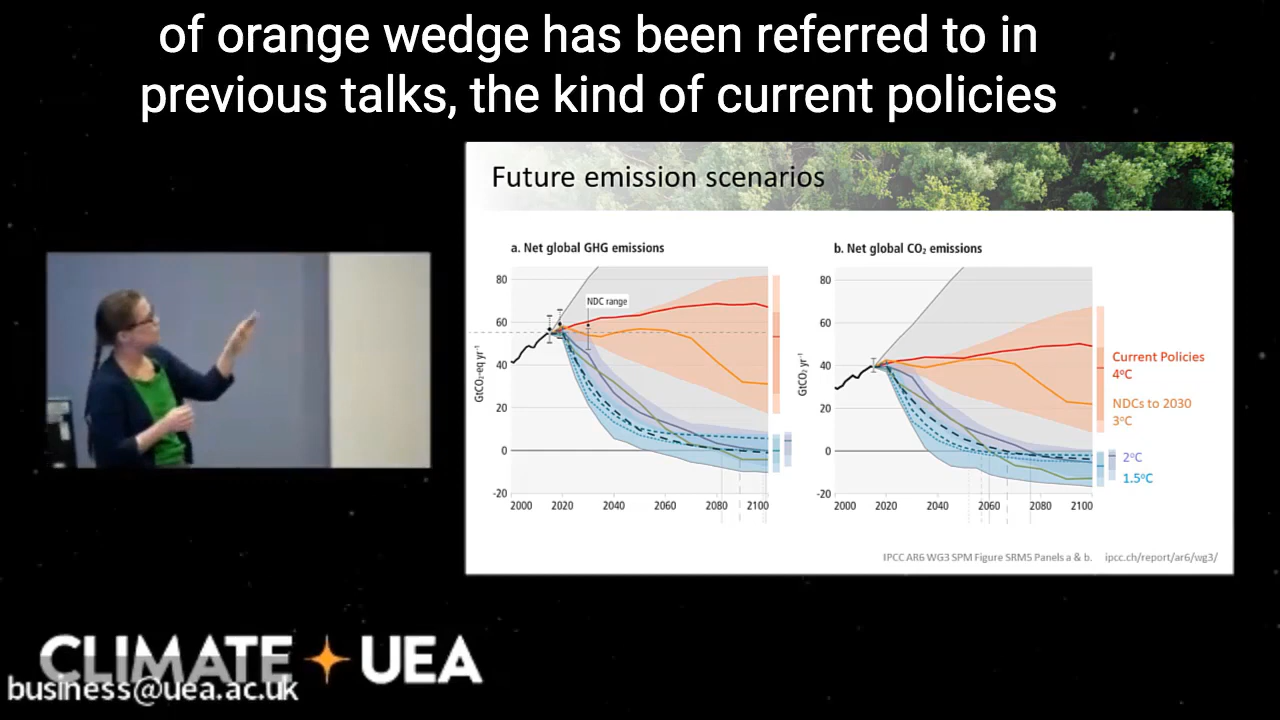 of orange wedge has been referred to in
previous talks, the kind of current policies
Future emission scenarios
a. Net global GHG emissions
80
60
40
20
0
-20
GtCO₂-eq yr⁻¹
NDC range
2000 2020 2040 2060 2080 2100
b. Net global CO₂ emissions
80
60
40
20
0
-20
GtCO₂ yr⁻¹
2000 2020 2040 2060 2080 2100
Current Policies
4°C
NDCs to 2030
3°C
2°C
1.5°C
IPCC AR6 WG3 SPM Figure SRM5 Panels a & b. ipcc.ch/report/ar6/wg3/
CLIMATE UEA
business@uea.ac.uk